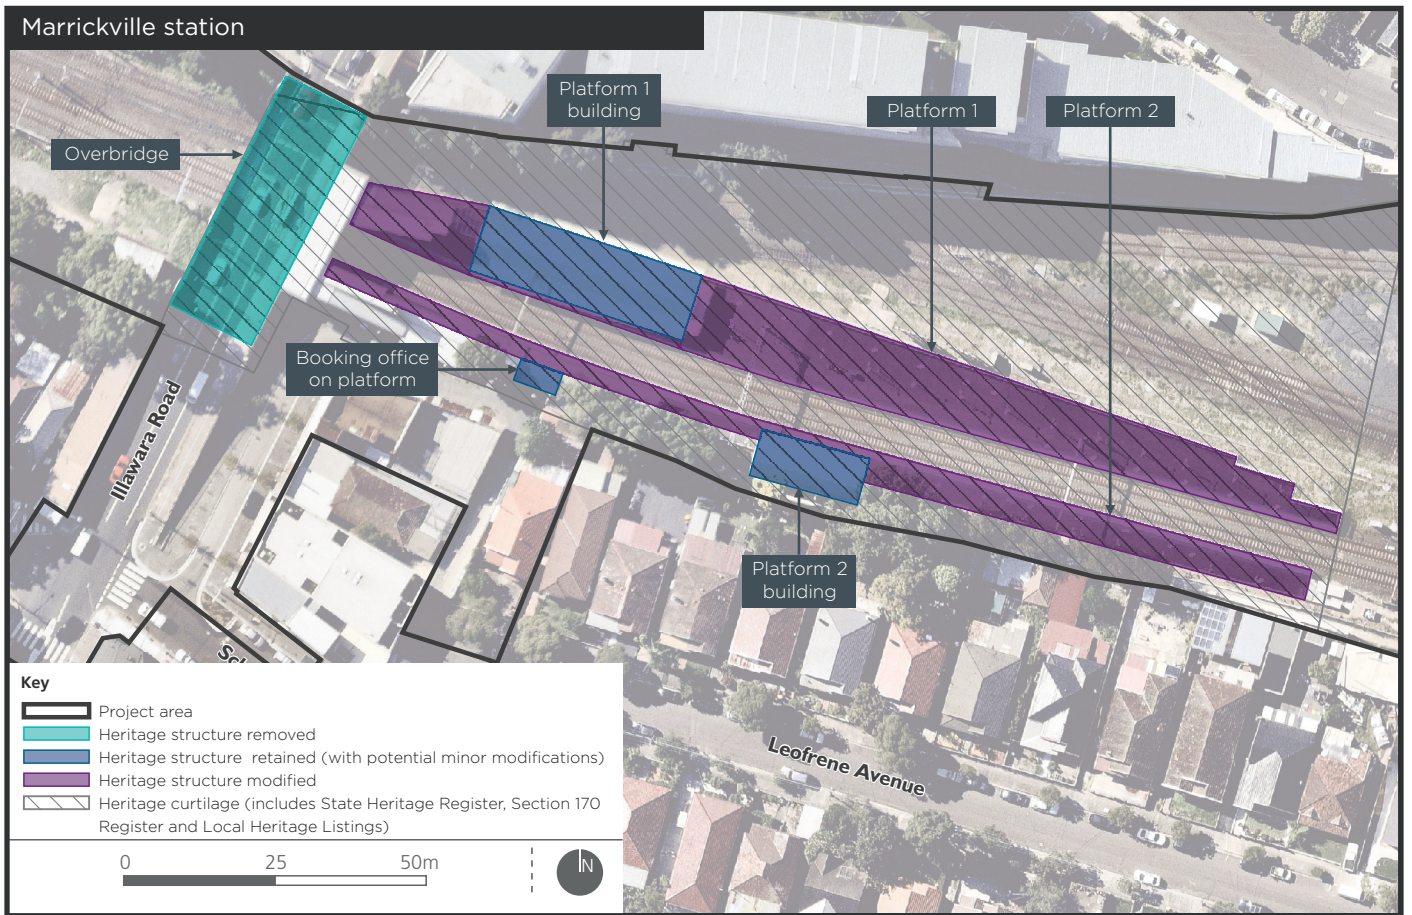 Marrickville station
Platform 1
building
Platform 1
Platform 2
Overbridge
Booking office
on platform
Illawara Road
Platform 2
building
Leofrene Avenue
Key
Project area
Heritage structure removed
Heritage structure retained (with potential minor modifications)
Heritage structure modified
Heritage curtilage (includes State Heritage Register, Section 170
Register and Local Heritage Listings)
0 25 50m
N